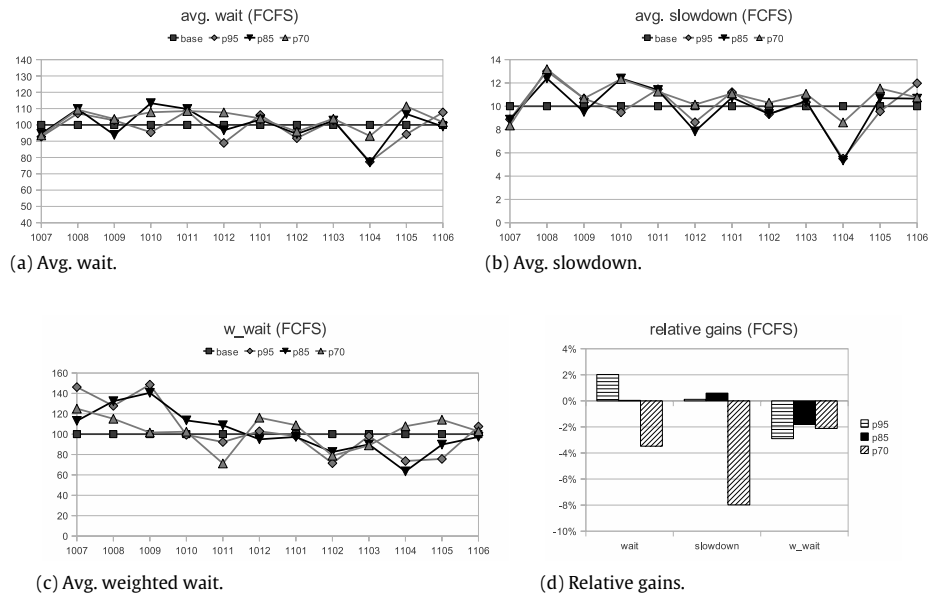 avg. wait (FCFS)
base p95 p85 p70
140
130
120
110
100
90
80
70
60
50
40
1007 1008 1009 1010 1011 1012 1101 1102 1103 1104 1105 1106
(a) Avg. wait.
avg. slowdown (FCFS)
base p95 p85 p70
14
12
10
8
6
4
2
0
1007 1008 1009 1010 1011 1012 1101 1102 1103 1104 1105 1106
(b) Avg. slowdown.
w_wait (FCFS)
base p95 p85 p70
160
140
120
100
80
60
40
20
0
1007 1008 1009 1010 1011 1012 1101 1102 1103 1104 1105 1106
(c) Avg. weighted wait.
relative gains (FCFS)
4%
2%
0%
-2%
-4%
-6%
-8%
-10%
wait slowdown w_wait
p95
p85
p70
(d) Relative gains.